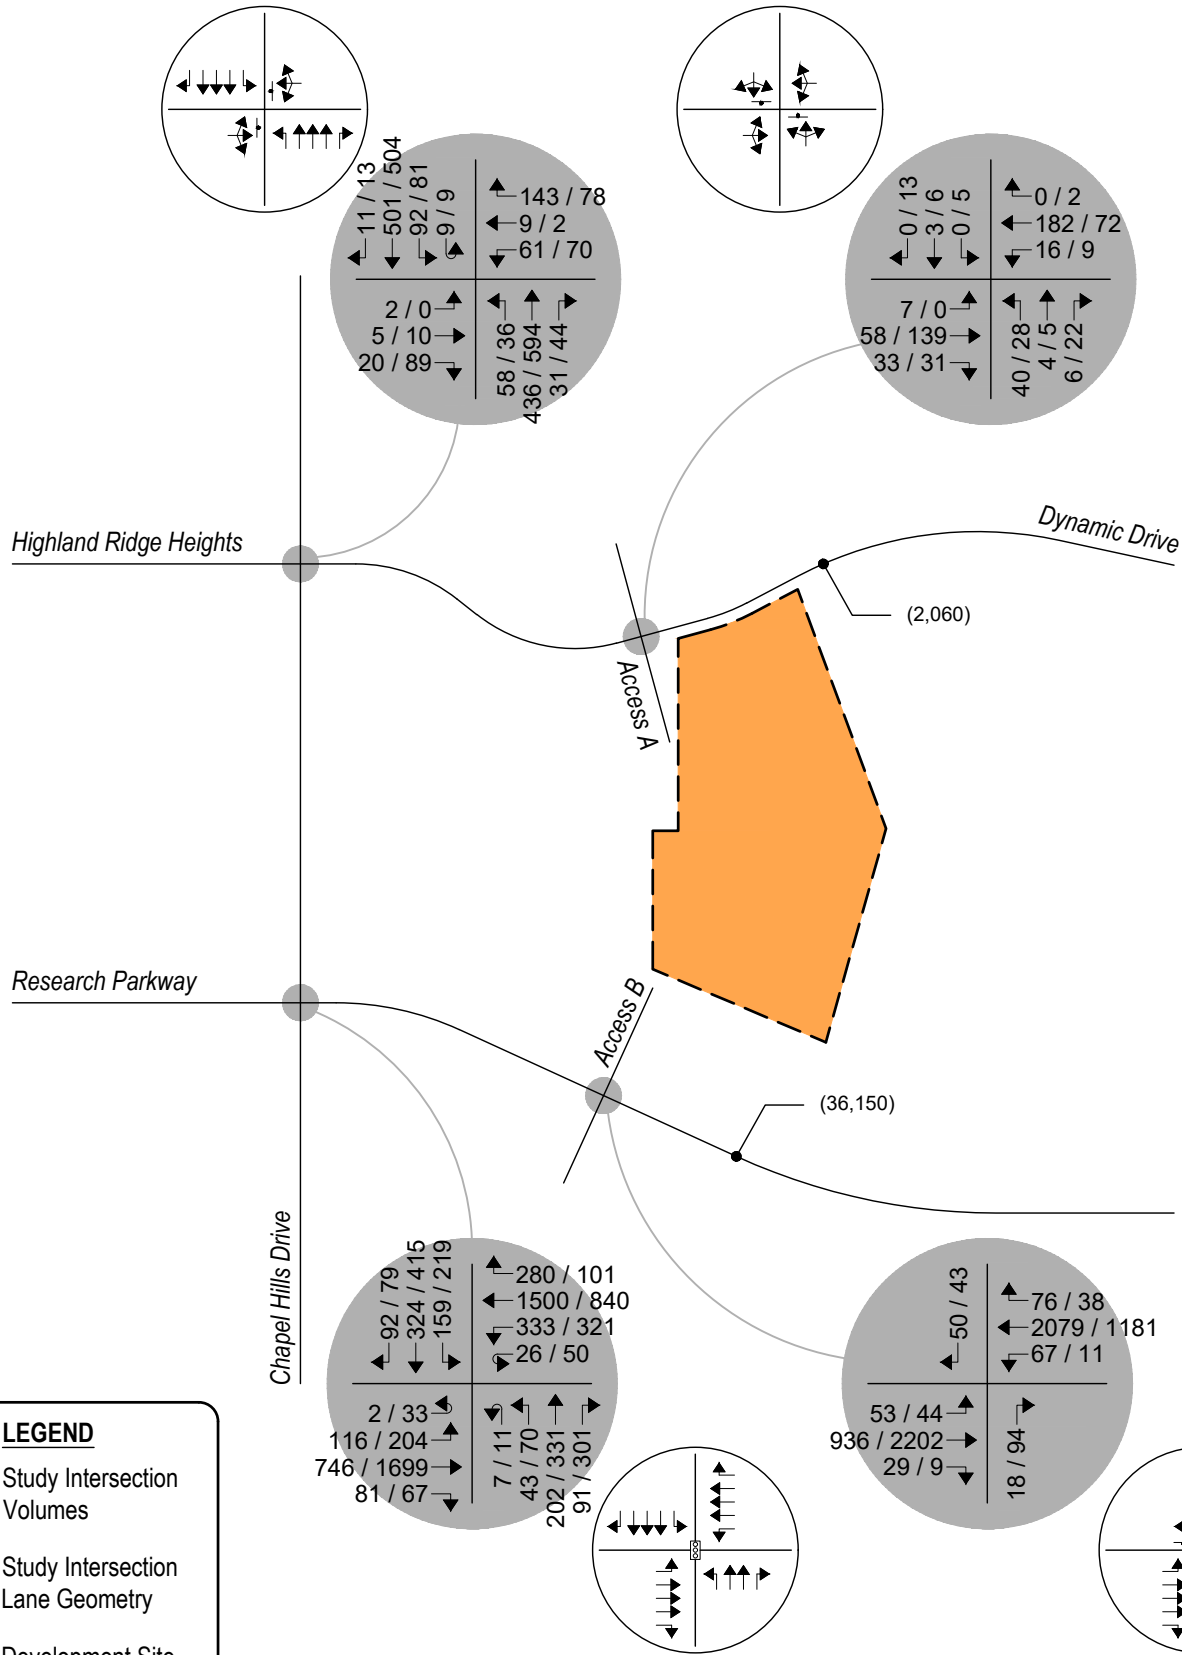 11 / 13
501 / 504
92 / 81
9 / 9
143 / 78
9 / 2
61 / 70
2 / 0
5 / 10
20 / 89
58 / 36
436 / 594
31 / 44
0 / 13
3 / 6
0 / 5
0 / 2
182 / 72
16 / 9
7 / 0
58 / 139
33 / 31
40 / 28
4 / 5
6 / 22
Highland Ridge Heights
Dynamic Drive
(2,060)
Access A
Research Parkway
Access B
(36,150)
Chapel Hills Drive
92 / 79
324 / 415
159 / 219
280 / 101
1500 / 840
333 / 321
26 / 50
2 / 33
116 / 204
746 / 1699
81 / 67
7 / 11
43 / 70
202 / 331
91 / 301
50 / 43
76 / 38
2079 / 1181
67 / 11
53 / 44
936 / 2202
29 / 9
18 / 94
LEGEND
Study Intersection
Volumes
Study Intersection
Lane Geometry
Development Site